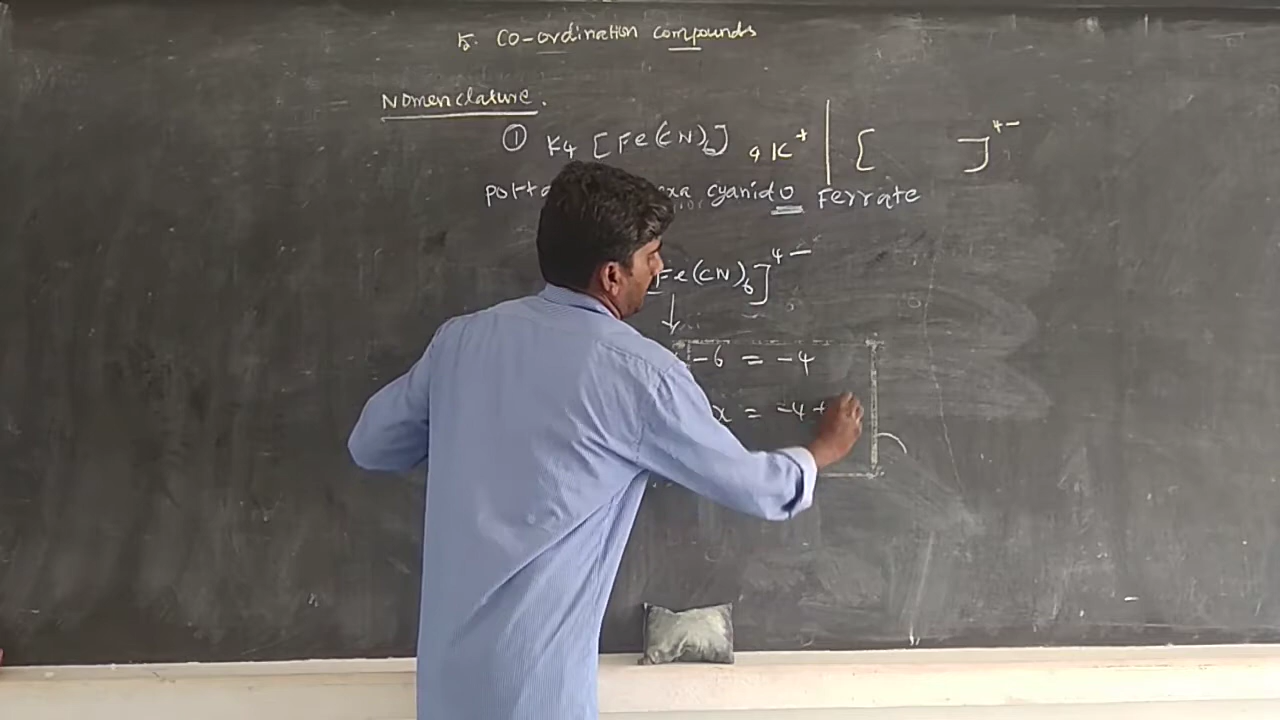 5. Co-ordination compounds
Nomenclature.
① K4 [Fe(CN)6] , K+ | [ ]4-
cyanido Ferrate
Fe(CN)6]4-
-6 = -4
x = -4 +